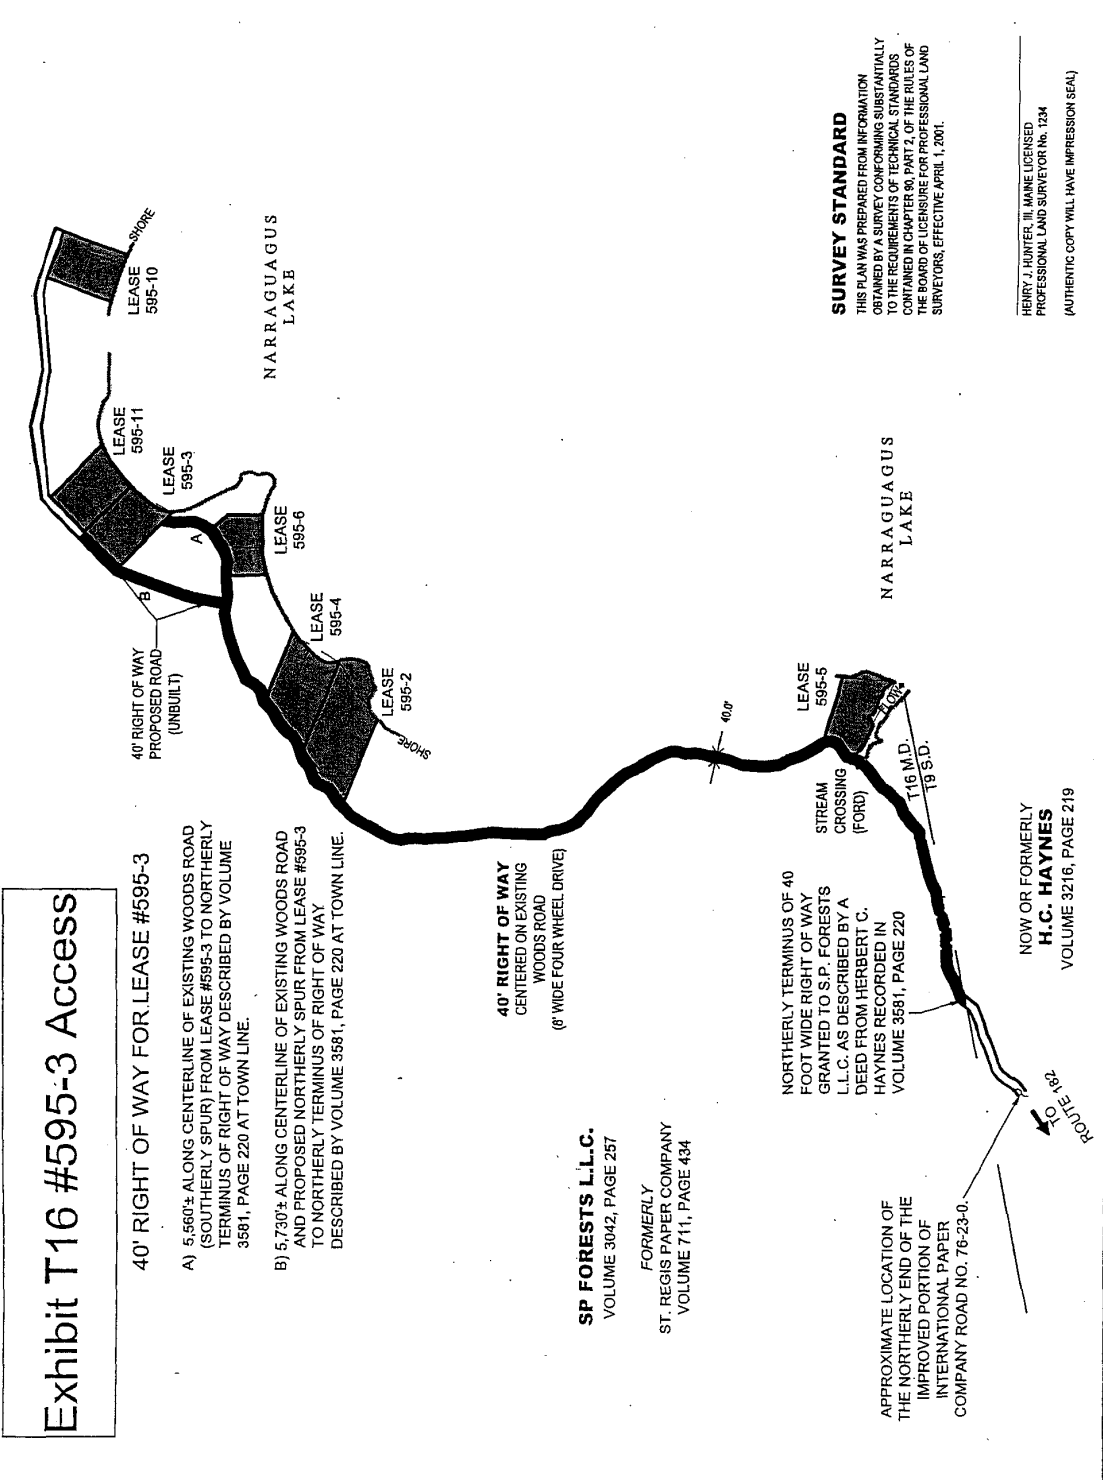 Exhibit T16 #595-3 Access
40' RIGHT OF WAY FOR LEASE #595-3
A) 5,560'± ALONG CENTERLINE OF EXISTING WOODS ROAD
(SOUTHERLY SPUR) FROM LEASE #595-3 TO NORTHERLY
TERMINUS OF RIGHT OF WAY DESCRIBED BY VOLUME
3581, PAGE 220 AT TOWN LINE.
B) 5,730'± ALONG CENTERLINE OF EXISTING WOODS ROAD
AND PROPOSED NORTHERLY SPUR FROM LEASE #595-3
TO NORTHERLY TERMINUS OF RIGHT OF WAY
DESCRIBED BY VOLUME 3581, PAGE 220 AT TOWN LINE.
40' RIGHT OF WAY
PROPOSED ROAD
(UNBUILT)
B
A
LEASE
595-10
SHORE
LEASE
595-11
LEASE
595-3
LEASE
595-6
LEASE
595-4
LEASE
595-2
SHORE
NARRAGUAGUS
LAKE
40' RIGHT OF WAY
CENTERED ON EXISTING
WOODS ROAD
(8' WIDE FOUR WHEEL DRIVE)
40.0'
SP FORESTS L.L.C.
VOLUME 3042, PAGE 257
FORMERLY
ST. REGIS PAPER COMPANY
VOLUME 711, PAGE 434
NORTHERLY TERMINUS OF 40
FOOT WIDE RIGHT OF WAY
GRANTED TO S.P. FORESTS
L.L.C. AS DESCRIBED BY A
DEED FROM HERBERT C.
HAYNES RECORDED IN
VOLUME 3581, PAGE 220
STREAM
CROSSING
(FORD)
LEASE
595-5
FLOW
T16 M.D.
T9 S.D.
NARRAGUAGUS
LAKE
APPROXIMATE LOCATION OF
THE NORTHERLY END OF THE
IMPROVED PORTION OF
INTERNATIONAL PAPER
COMPANY ROAD NO. 76-23-0.
TO
ROUTE 182
NOW OR FORMERLY
H.C. HAYNES
VOLUME 3216, PAGE 219
SURVEY STANDARD
THIS PLAN WAS PREPARED FROM INFORMATION
OBTAINED BY A SURVEY CONFORMING SUBSTANTIALLY
TO THE REQUIREMENTS OF TECHNICAL STANDARDS
CONTAINED IN CHAPTER 90, PART 2, OF THE RULES OF
THE BOARD OF LICENSURE FOR PROFESSIONAL LAND
SURVEYORS, EFFECTIVE APRIL 1, 2001.
HENRY J. HUNTER, III, MAINE LICENSED
PROFESSIONAL LAND SURVEYOR No. 1234
(AUTHENTIC COPY WILL HAVE IMPRESSION SEAL)